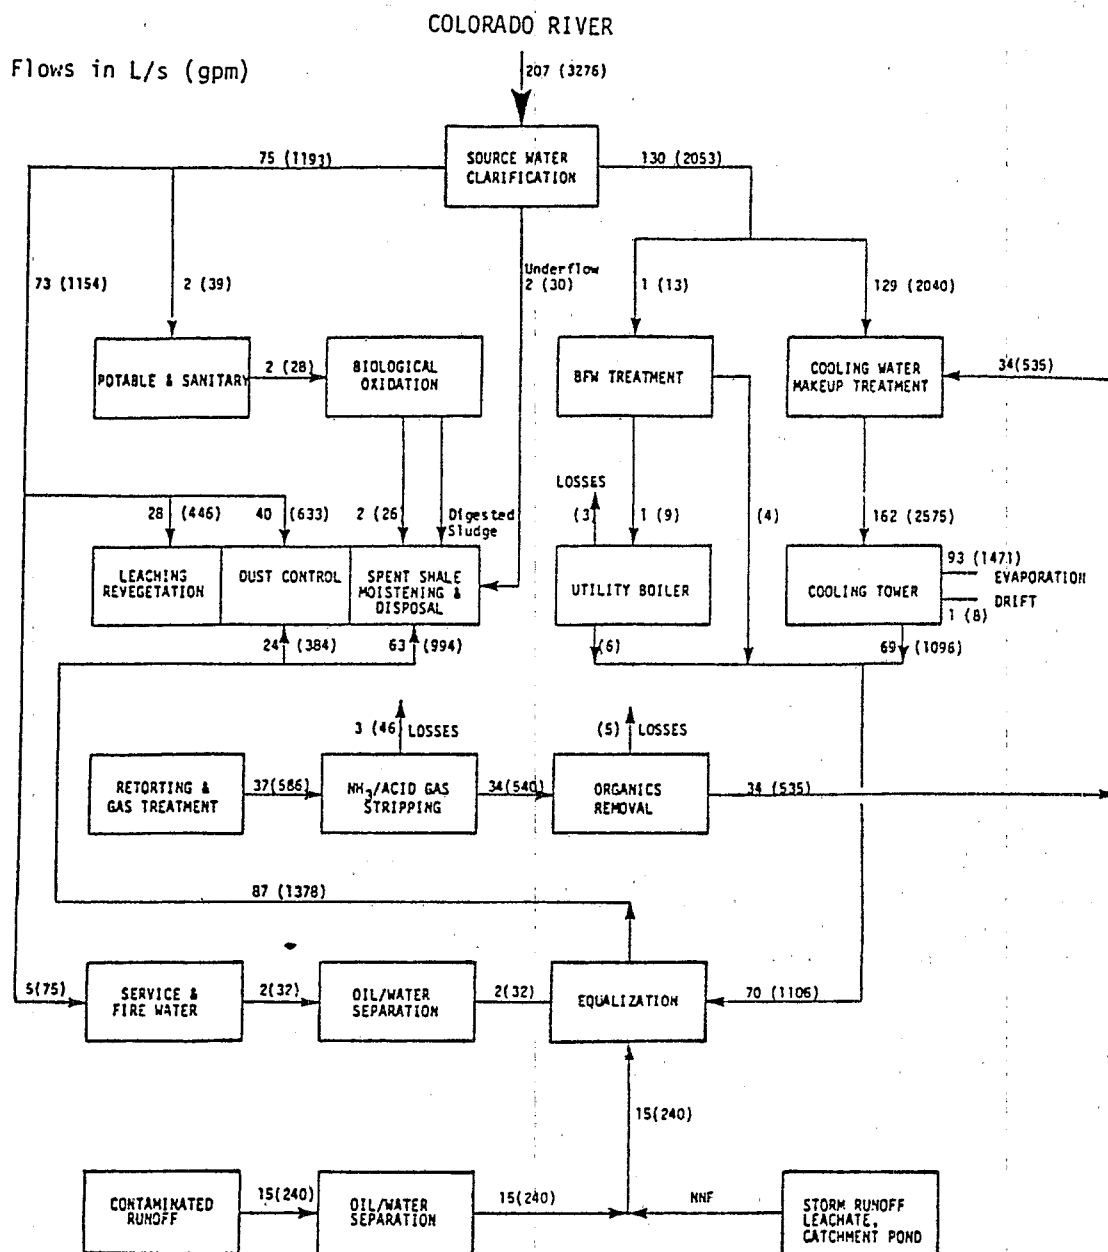 COLORADO RIVER
Flows in L/s (gpm)
207 (3276)
75 (1193)
SOURCE WATER
CLARIFICATION
130 (2053)
73 (1154)
2 (39)
Underflow
2 (30)
1 (13)
129 (2040)
POTABLE & SANITARY
2 (28)
BIOLOGICAL
OXIDATION
BFW TREATMENT
COOLING WATER
MAKEUP TREATMENT
34(535)
28 (446)
40 (633)
2 (26)
Digested
Sludge
LOSSES
(3)
1 (9)
(4)
162 (2575)
LEACHING
REVEGETATION
DUST CONTROL
SPENT SHALE
MOISTENING &
DISPOSAL
UTILITY BOILER
COOLING TOWER
93 (1471)
EVAPORATION
DRIFT
1 (8)
24 (384)
63 (994)
(6)
69 (1096)
3 (46) LOSSES
(5) LOSSES
RETORTING &
GAS TREATMENT
37(586)
NH3/ACID GAS
STRIPPING
34(540)
ORGANICS
REMOVAL
34 (535)
87 (1378)
5(75)
SERVICE &
FIRE WATER
2(32)
OIL/WATER
SEPARATION
2(32)
EQUALIZATION
70 (1106)
15(240)
CONTAMINATED
RUNOFF
15(240)
OIL/WATER
SEPARATION
15(240)
NNF
STORM RUNOFF
LEACHATE,
CATCHMENT POND